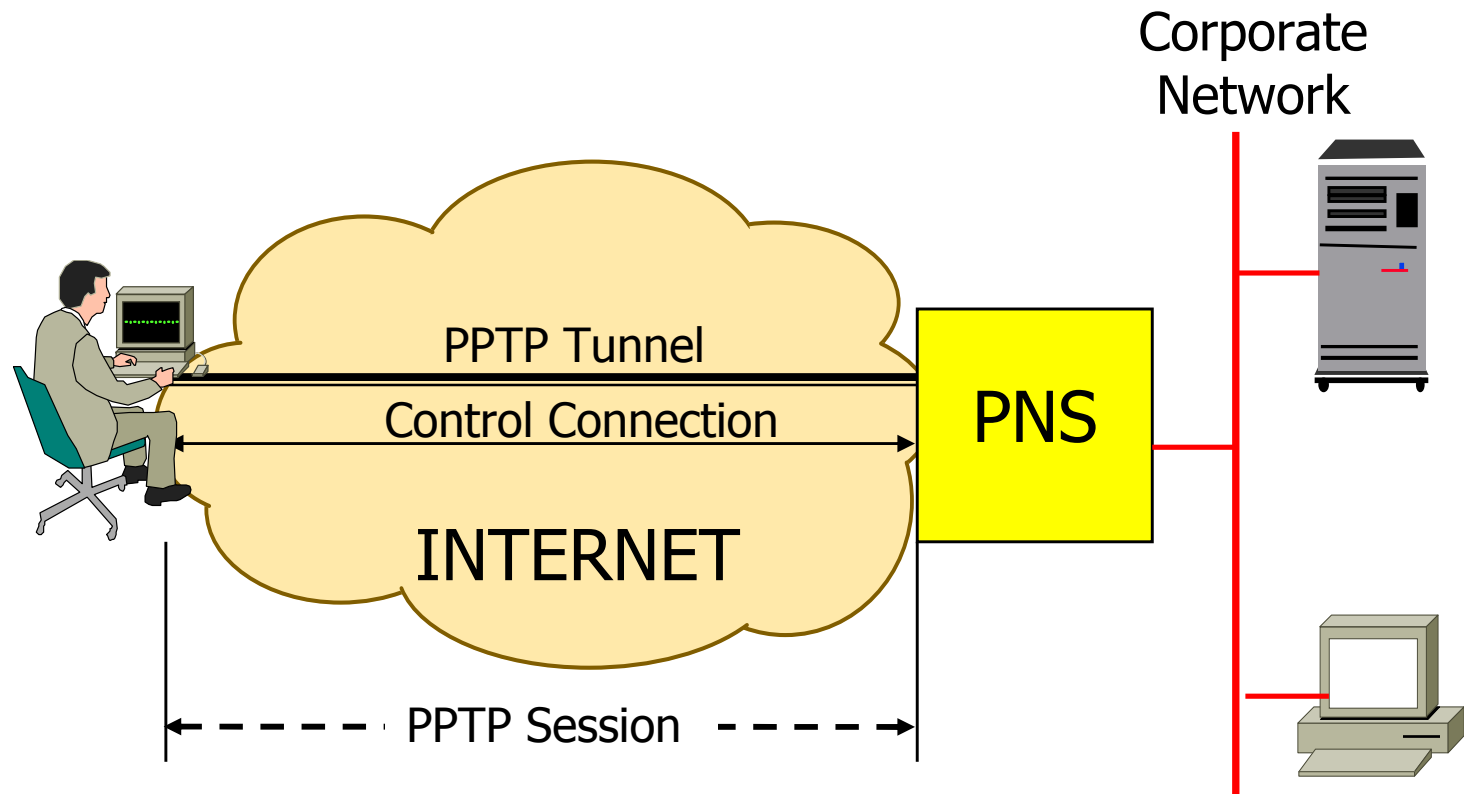 Corporate
Network
PPTP Tunnel
Control Connection
PNS
INTERNET
PPTP Session